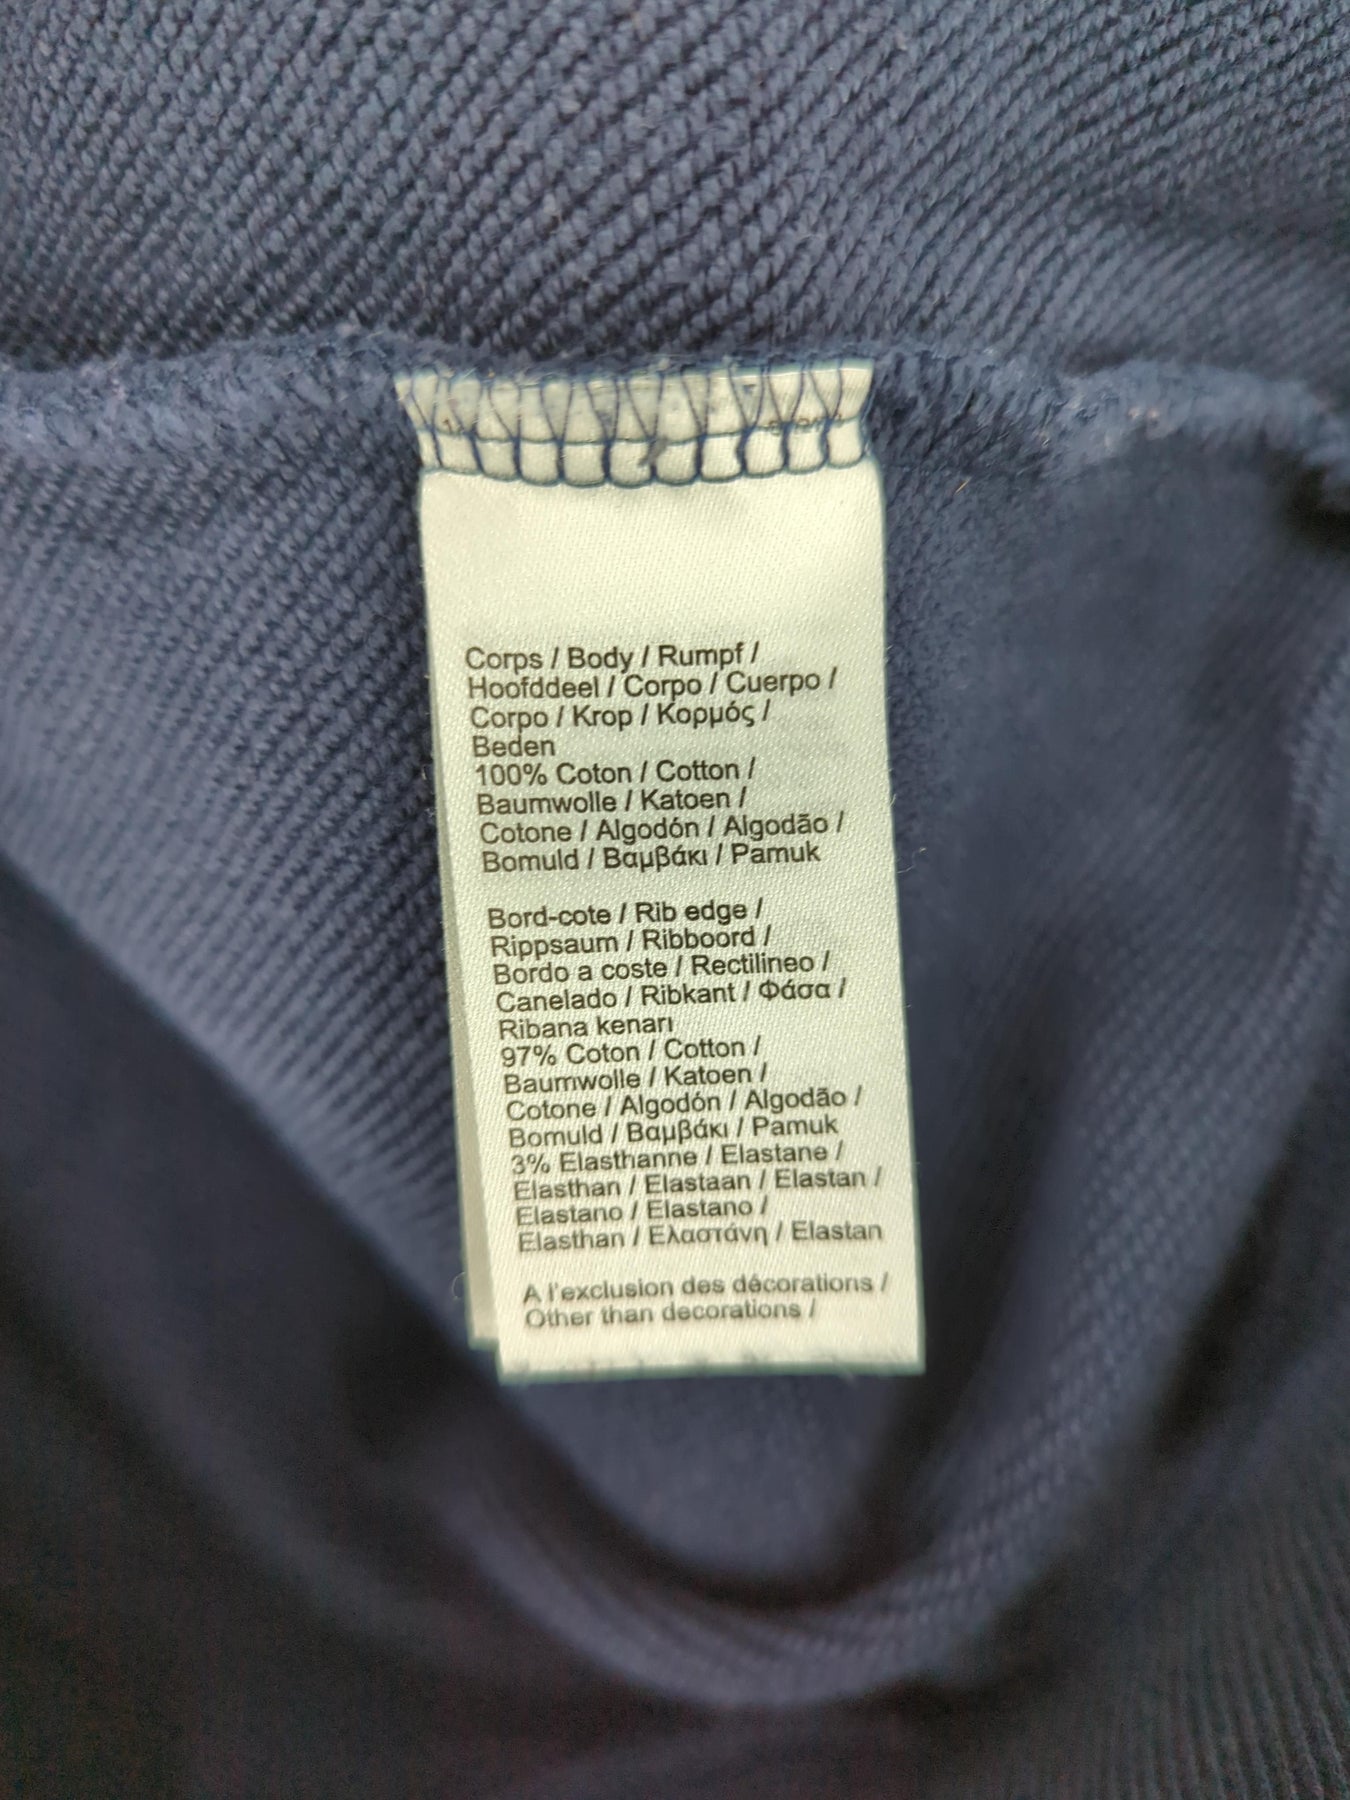 Corps / Body / Rumpf /
Hoofddeel / Corpo / Cuerpo /
Corpo / Krop / Κορμός /
Beden
100% Coton / Cotton /
Baumwolle / Katoen /
Cotone / Algodón / Algodão /
Bomuld / Βαμβάκι / Pamuk
Bord-cote / Rib edge /
Rippsaum / Ribboord /
Bordo a coste / Rectilineo /
Canelado / Ribkant / Φάσα /
Ribana kenarı
97% Coton / Cotton /
Baumwolle / Katoen /
Cotone / Algodón / Algodão /
Bomuld / Βαμβάκι / Pamuk
3% Elasthanne / Elastane /
Elasthan / Elastaan / Elastan /
Elastano / Elastano /
Elasthan / Ελαστάνη / Elastan
A l'exclusion des décorations /
Other than decorations /